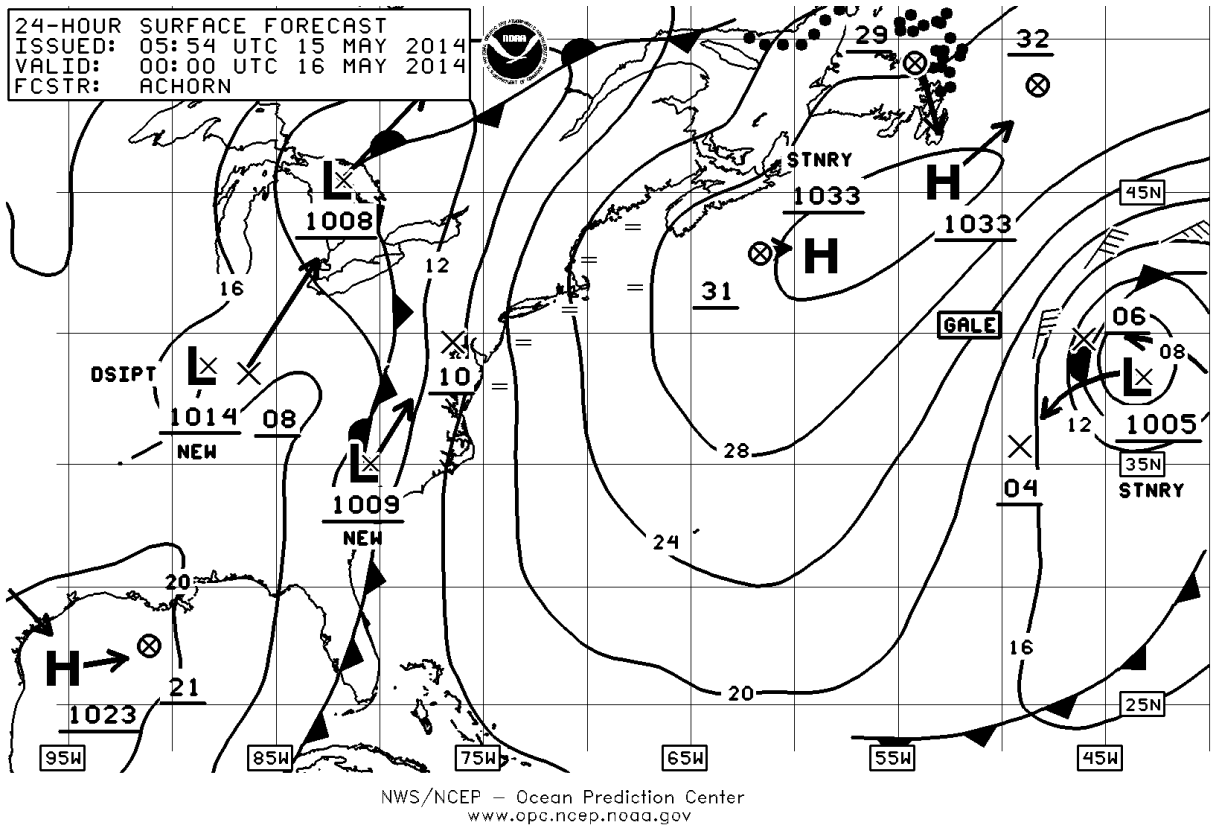 24-HOUR SURFACE FORECAST
ISSUED: 05:54 UTC 15 MAY 2014
VALID: 00:00 UTC 16 MAY 2014
FCSTR: ACHORN
NOAA
29
32
STNRY
1033
H
H
1033
45N
L
1008
12
16
31
GALE
06
08
L
1005
12
35N
STNRY
DSIPT
L
1014
NEW
08
10
28
L
1009
NEW
04
24
20
H
1023
21
20
16
25N
95W
85W
75W
65W
55W
45W
NWS/NCEP – Ocean Prediction Center
www.opc.ncep.noaa.gov